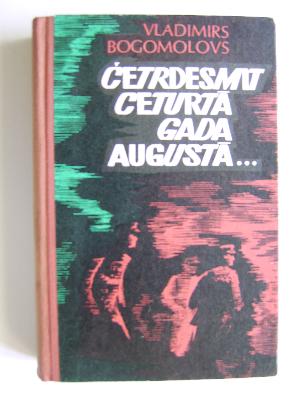 VLADIMIRS
BOGOMOLOVS
ČETRDESMIT
CETURTĀ
GADA
AUGUSTĀ...